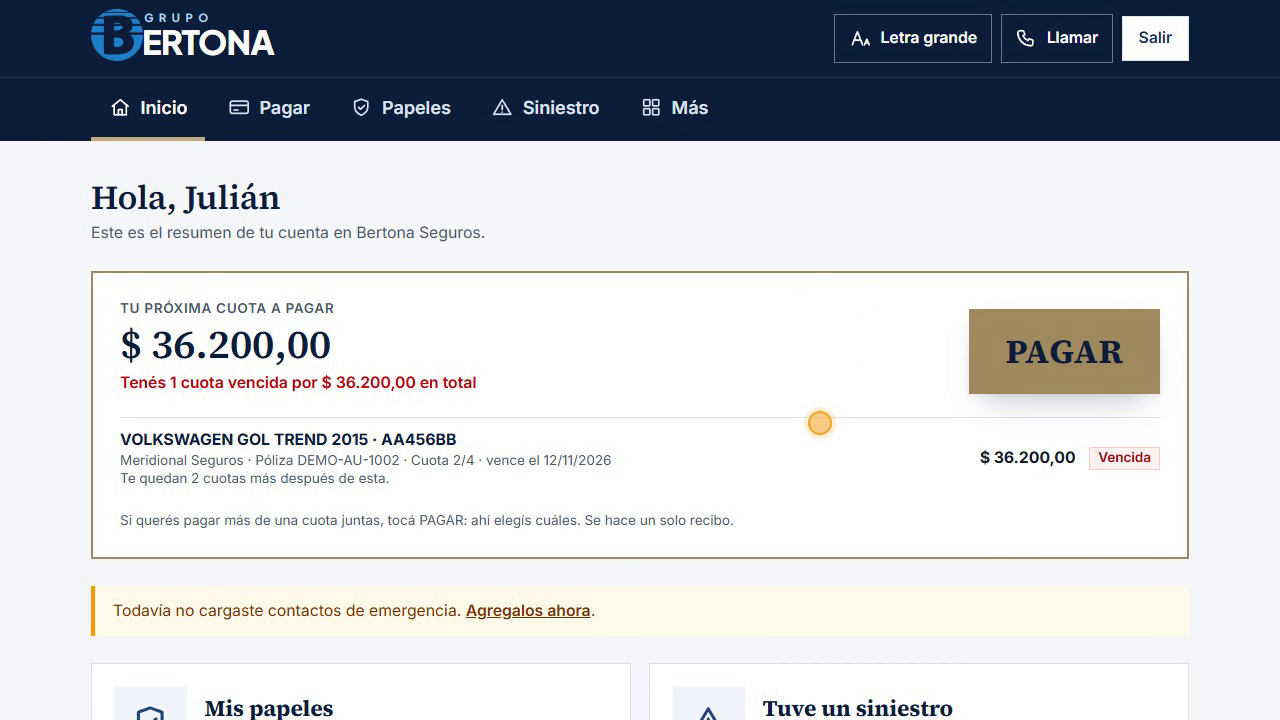 GRUPO
BERTONA
Letra grande
Llamar
Salir
Inicio
Pagar
Papeles
Siniestro
Más
Hola, Julián
Este es el resumen de tu cuenta en Bertona Seguros.
TU PRÓXIMA CUOTA A PAGAR
$ 36.200,00
Tenés 1 cuota vencida por $ 36.200,00 en total
PAGAR
VOLKSWAGEN GOL TREND 2015 · AA456BB
Meridional Seguros · Póliza DEMO-AU-1002 · Cuota 2/4 · vence el 12/11/2026
Te quedan 2 cuotas más después de esta.
$ 36.200,00
Vencida
Si querés pagar más de una cuota juntas, tocá PAGAR: ahí elegís cuáles. Se hace un solo recibo.
Todavía no cargaste contactos de emergencia. Agregalos ahora.
Mis papeles
Tuve un siniestro